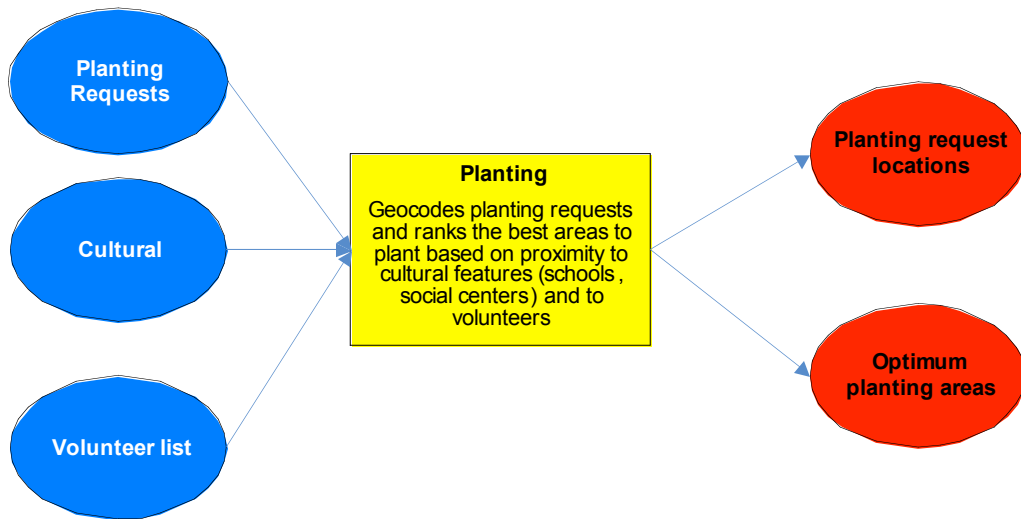 Planting
Requests
Cultural
Volunteer list
Planting
Geocodes planting requests
and ranks the best areas to
plant based on proximity to
cultural features (schools,
social centers) and to
volunteers
Planting request
locations
Optimum
planting areas